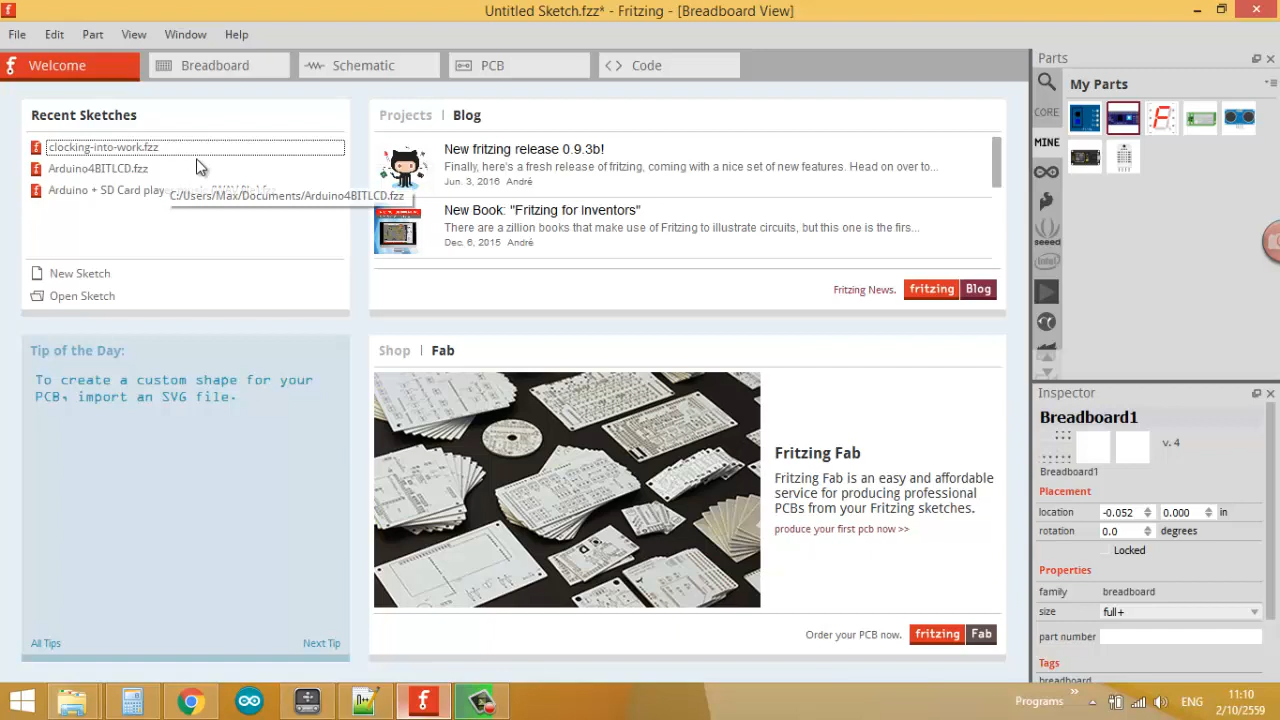 Untitled Sketch.fzz* - Fritzing - [Breadboard View]
File Edit Part View Window Help
Welcome Breadboard Schematic PCB Code
Recent Sketches
clocking-into-work.fzz
Arduino4BITLCD.fzz
Arduino + SD Card play
C:/Users/Max/Documents/Arduino4BITLCD.fzz
New Sketch
Open Sketch
Projects | Blog
New fritzing release 0.9.3b!
Finally, here's a fresh release of fritzing, coming with a nice set of new features. Head on over to...
Jun. 3, 2016 André
New Book: "Fritzing for Inventors"
There are a zillion books that make use of Fritzing to illustrate circuits, but this one is the firs...
Dec. 6, 2015 André
Fritzing News. fritzing Blog
Tip of the Day:
To create a custom shape for your
PCB, import an SVG file.
All Tips Next Tip
Shop | Fab
Fritzing Fab
Fritzing Fab is an easy and affordable
service for producing professional
PCBs from your Fritzing sketches.
produce your first pcb now >>
Order your PCB now. fritzing Fab
Parts
My Parts
CORE
MINE
seeed
intel
Inspector
Breadboard1
v. 4
Breadboard1
Placement
location -0.052 0.000 in
rotation 0.0 degrees
Locked
Properties
family breadboard
size full+
part number
Tags
breadboard
Programs » ENG 11:10
2/10/2559